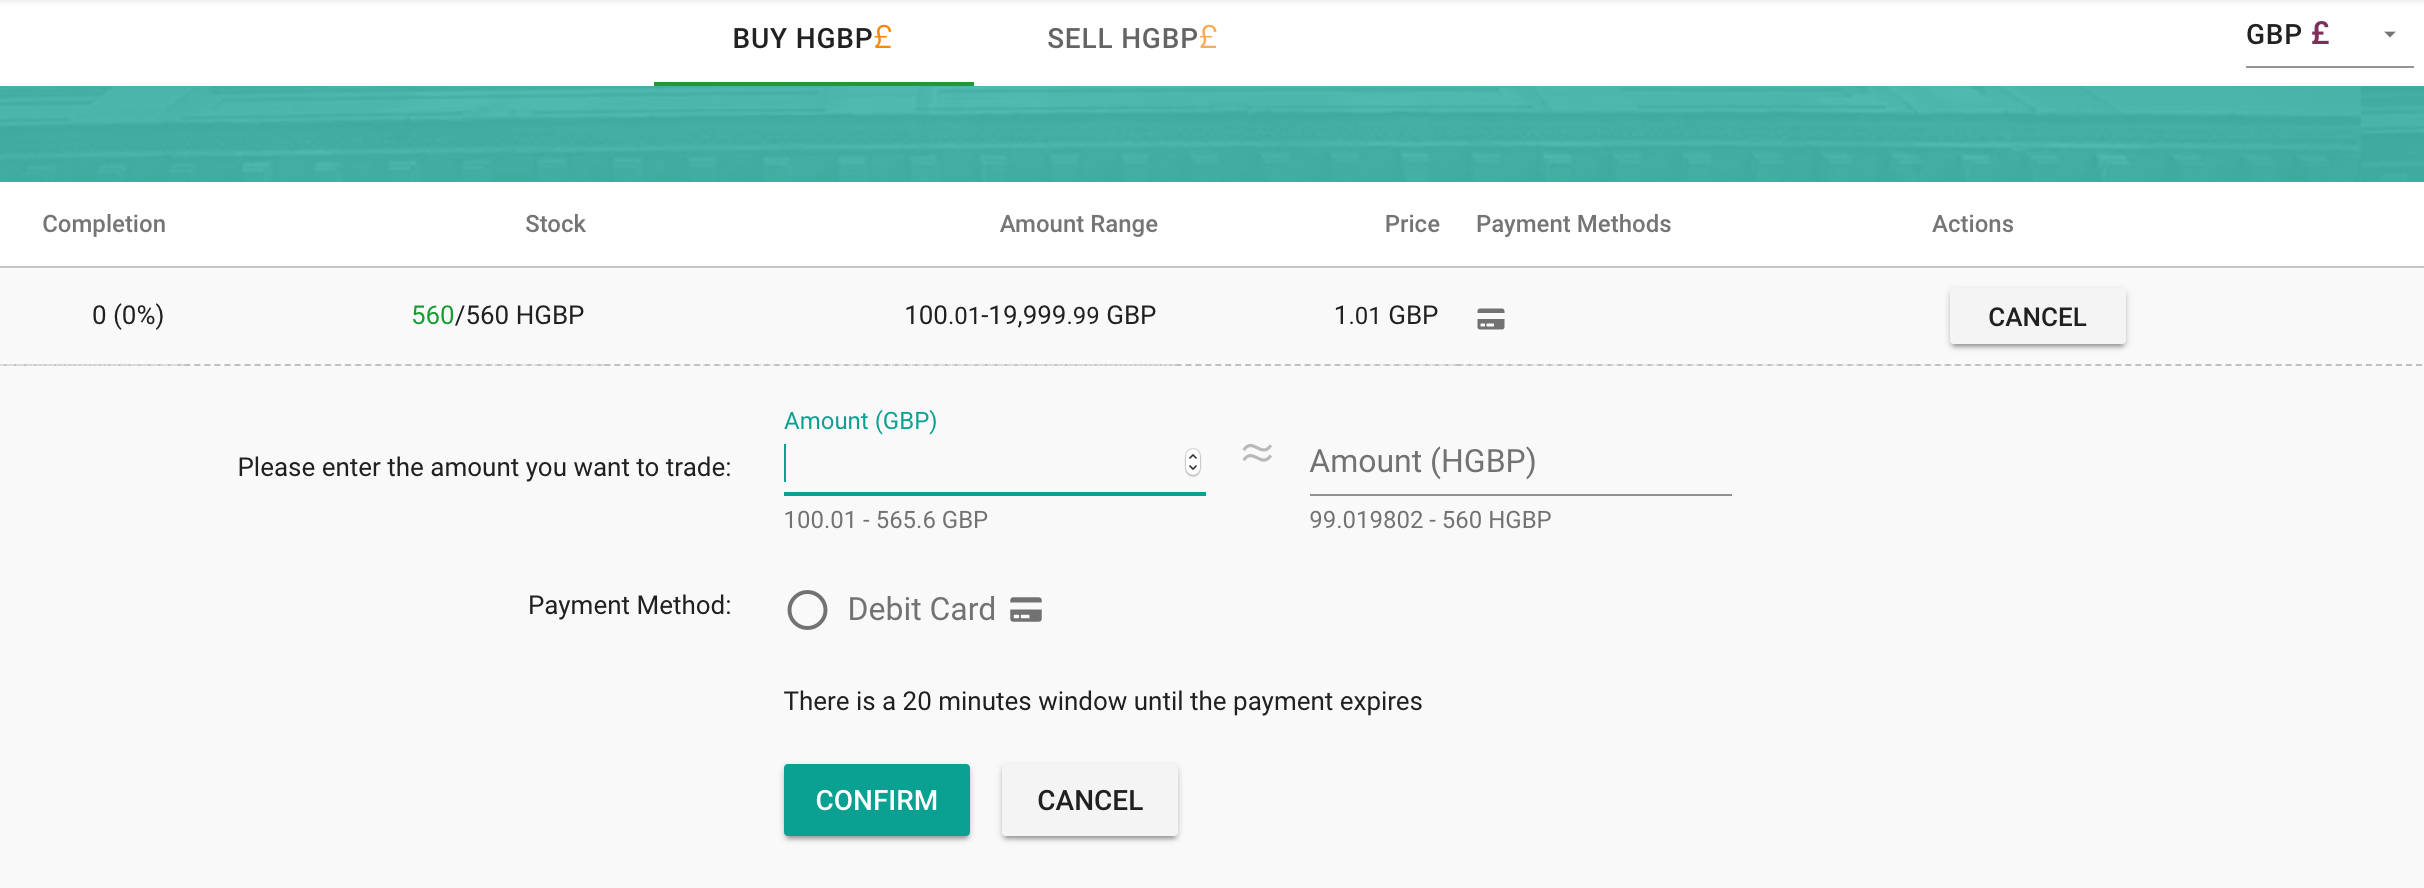 BUY HGBP£ SELL HGBP£ GBP £
Completion Stock Amount Range Price Payment Methods Actions
0 (0%) 560/560 HGBP 100.01-19,999.99 GBP 1.01 GBP CANCEL
Amount (GBP)
Please enter the amount you want to trade: ≈ Amount (HGBP)
100.01 - 565.6 GBP 99.019802 - 560 HGBP
Payment Method: Debit Card
There is a 20 minutes window until the payment expires
CONFIRM CANCEL